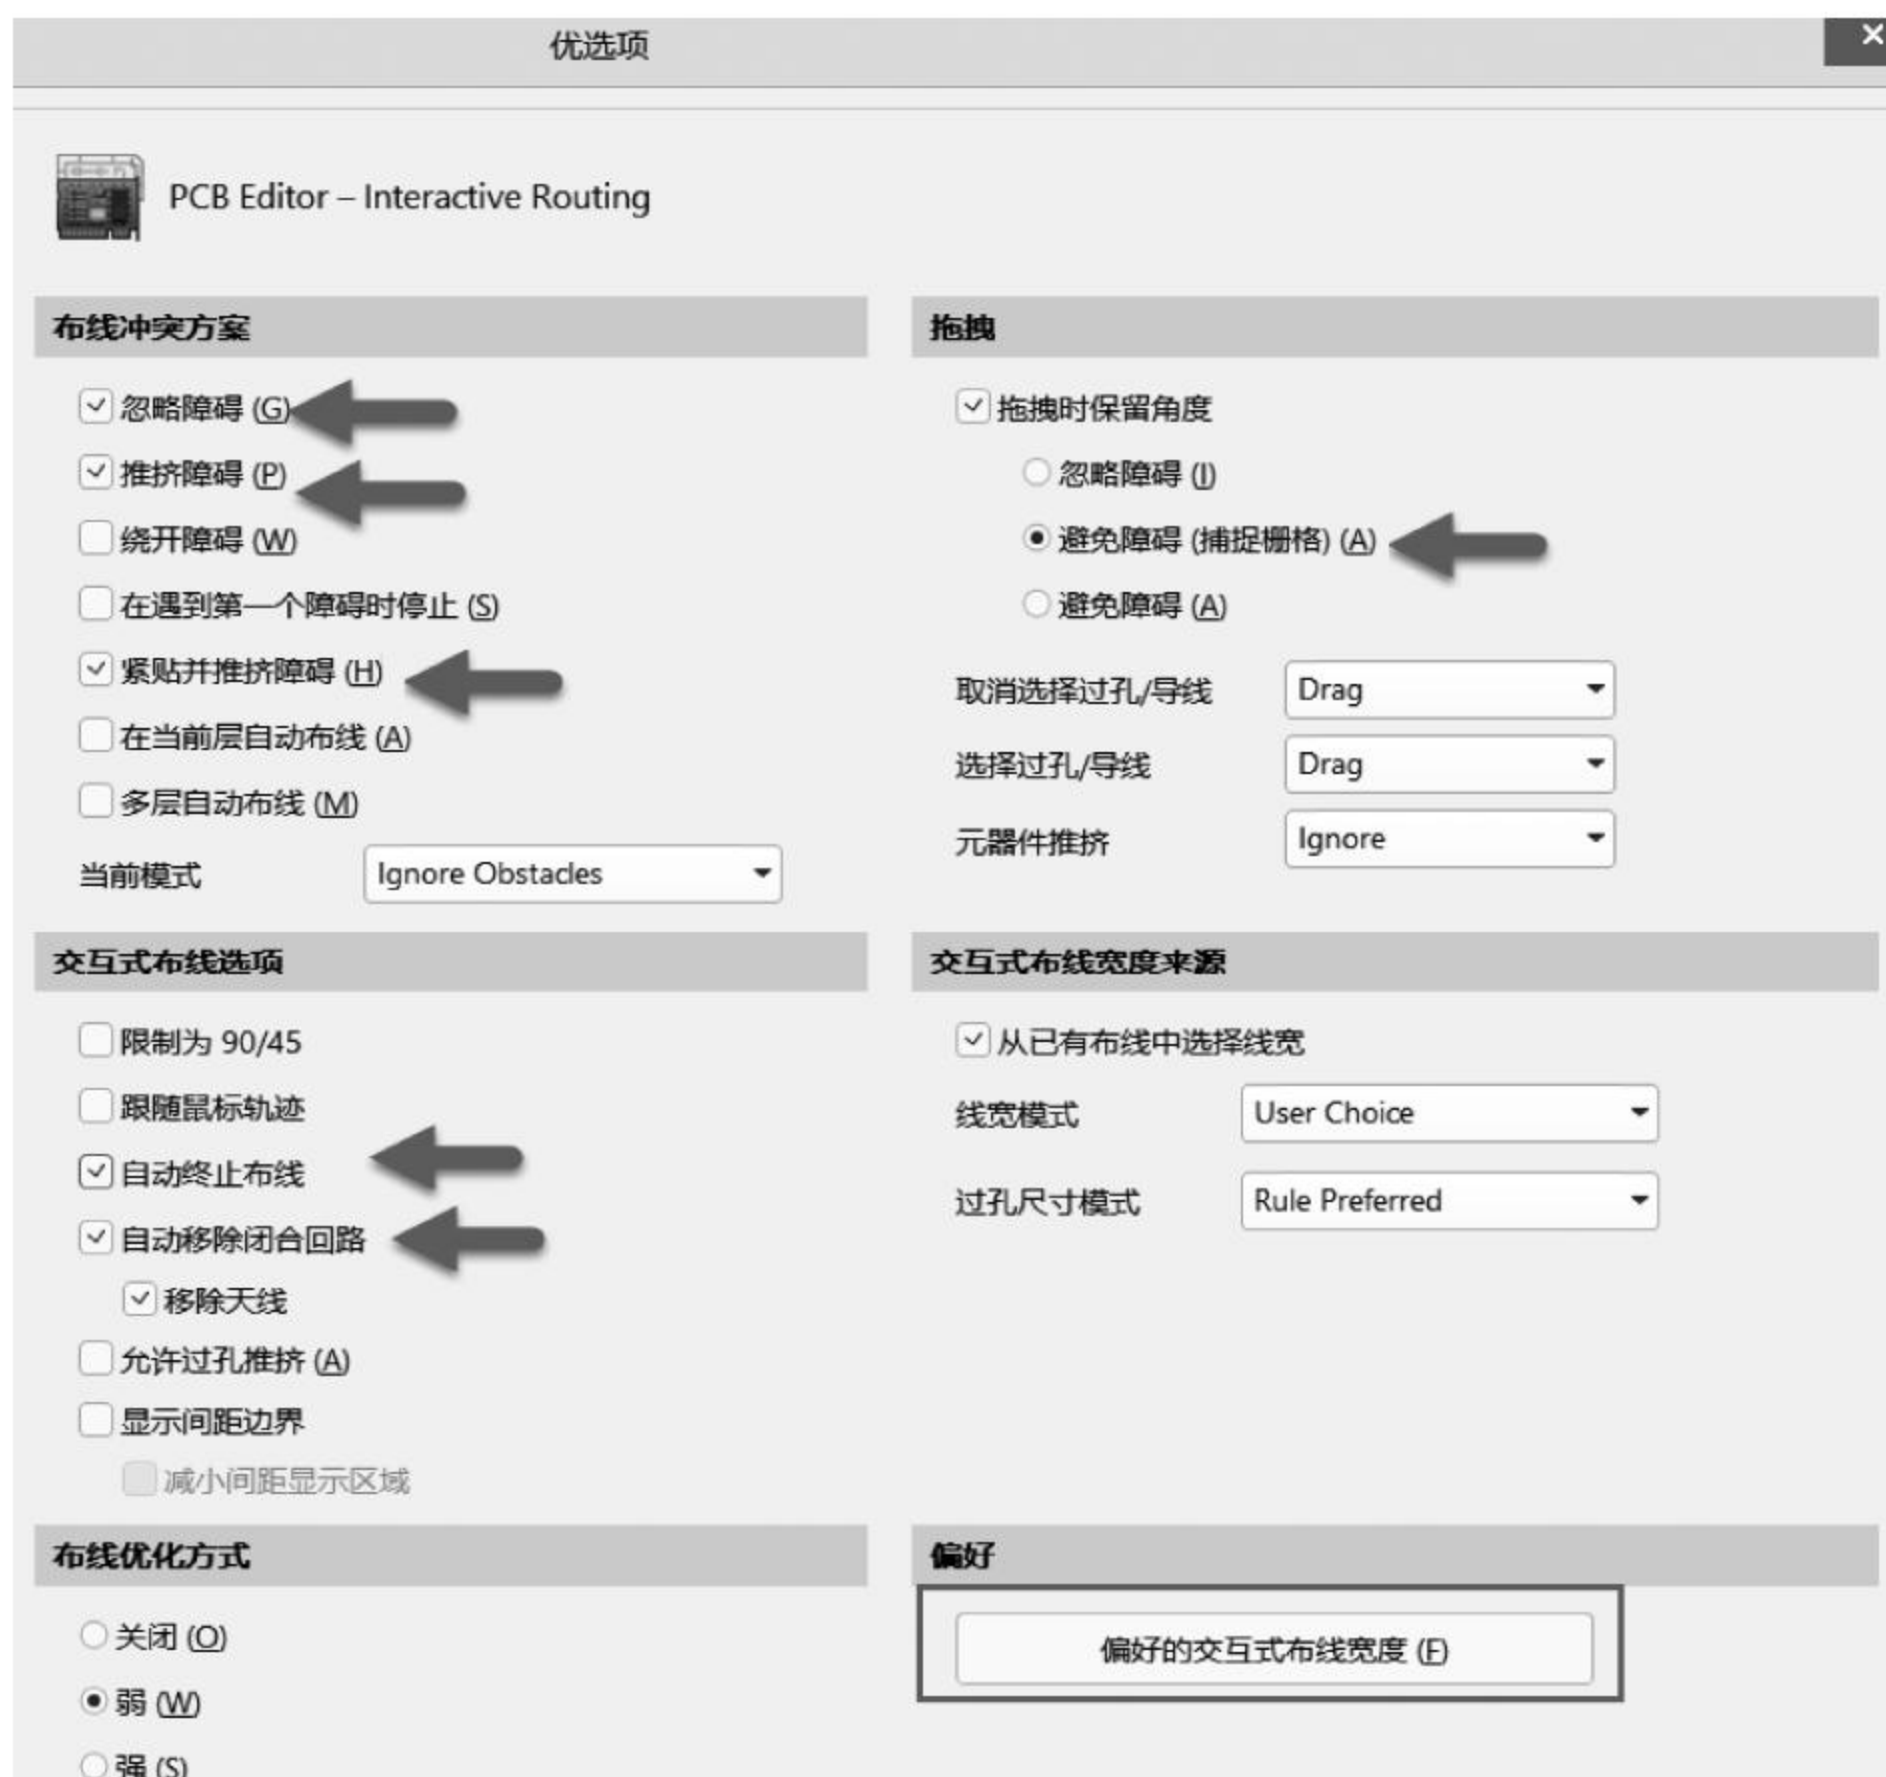 优选项
PCB Editor – Interactive Routing
布线冲突方案
忽略障碍 (G)
推挤障碍 (P)
绕开障碍 (W)
在遇到第一个障碍时停止 (S)
紧贴并推挤障碍 (H)
在当前层自动布线 (A)
多层自动布线 (M)
当前模式 Ignore Obstacles
拖拽
拖拽时保留角度
忽略障碍 (I)
避免障碍 (捕捉栅格) (A)
避免障碍 (A)
取消选择过孔/导线 Drag
选择过孔/导线 Drag
元器件推挤 Ignore
交互式布线选项
限制为 90/45
跟随鼠标轨迹
自动终止布线
自动移除闭合回路
移除天线
允许过孔推挤 (A)
显示间距边界
减小间距显示区域
交互式布线宽度来源
从已有布线中选择线宽
线宽模式 User Choice
过孔尺寸模式 Rule Preferred
布线优化方式
关闭 (O)
弱 (W)
强 (S)
偏好
偏好的交互式布线宽度 (F)